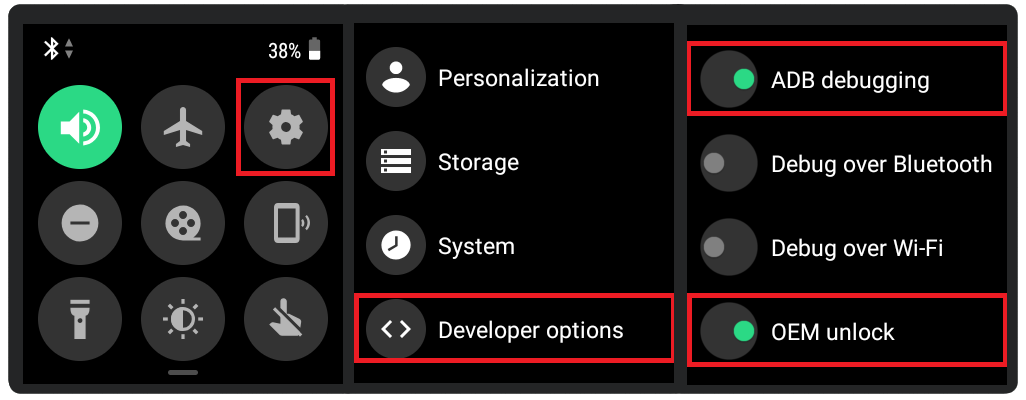 38%
Personalization
Storage
System
Developer options
ADB debugging
Debug over Bluetooth
Debug over Wi-Fi
OEM unlock